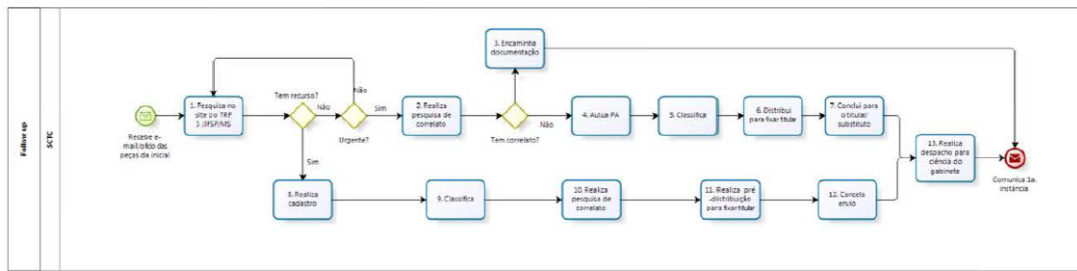 Follow up
SCTC
Recebe e-
mail/ofício das
peças da inicial
1. Pesquisa no
site do TRF
3 /JFSP/MS
Tem recurso?
Não
Sim
Não
Urgente?
Sim
2. Realiza
pesquisa de
correlato
3. Encaminha
documentação
Tem correlato?
Não
4. Autua PA
5. Classifica
6. Distribui
para fixar titular
7. Conclui para
o titular/
substituto
8. Realiza
cadastro
9. Classifica
10. Realiza
pesquisa de
correlato
11. Realiza pré
-distribuição
para fixar titular
12. Cancela
envio
13. Realiza
despacho para
ciência do
gabinete
Comunica 1a.
instância